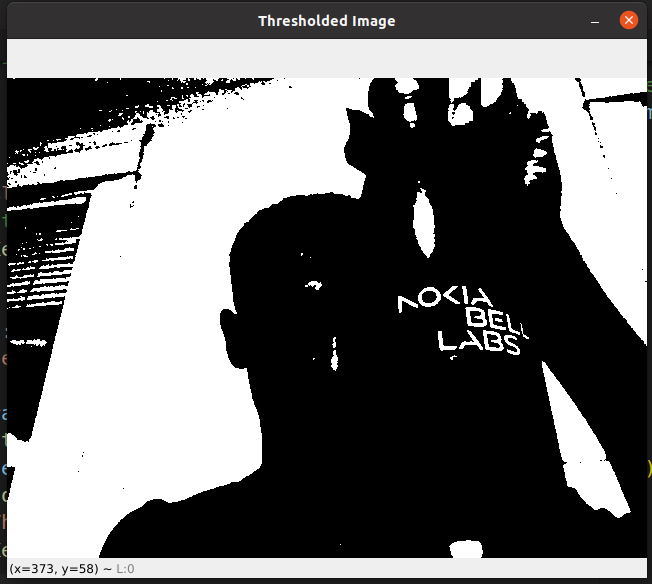 Thresholded Image
NOKIA
BELL
LABS
(x=373, y=58) ~ L:0